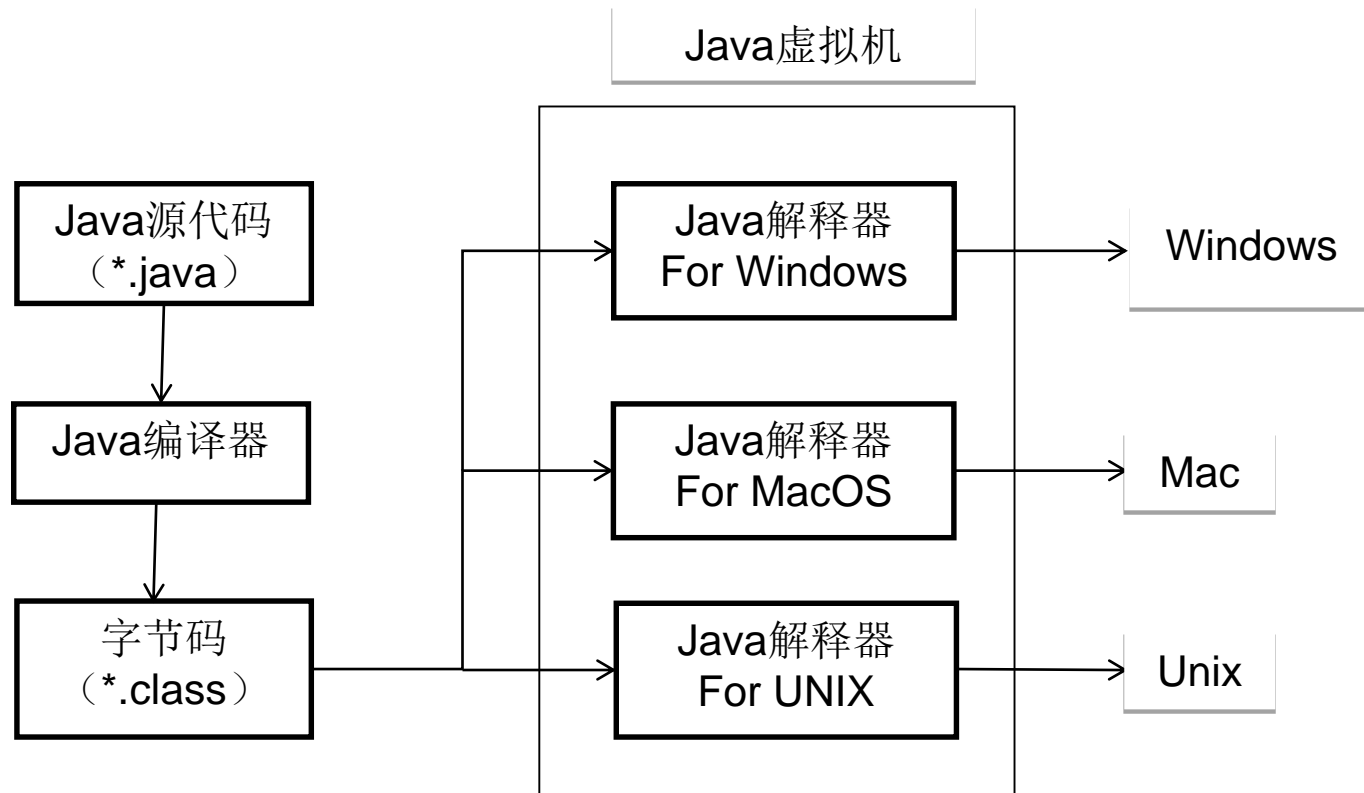 Java虚拟机
Java源代码
（*.java）
Java编译器
字节码
（*.class）
Java解释器
For Windows
Java解释器
For MacOS
Java解释器
For UNIX
Windows
Mac
Unix